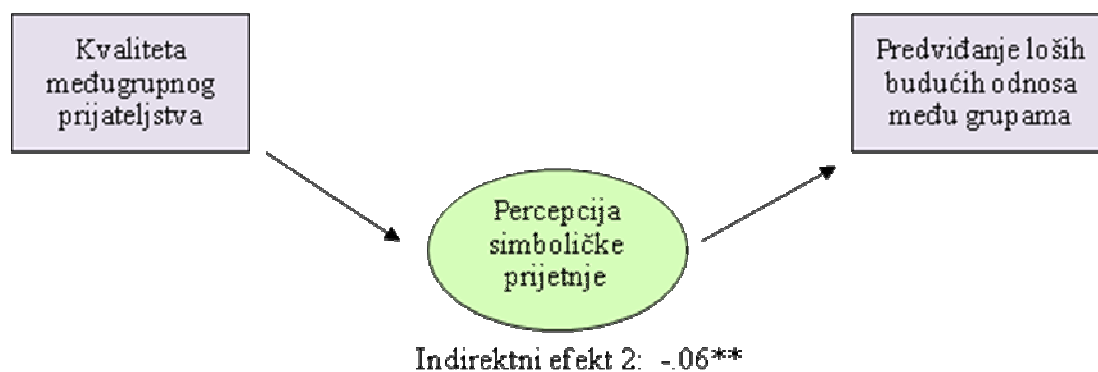 Kvaliteta
međugrupnog
prijateljstva
Predviđanje loših
budućih odnosa
među grupama
Percepcija
simboličke
prijetnje
Indirektni efekt 2: -.06**